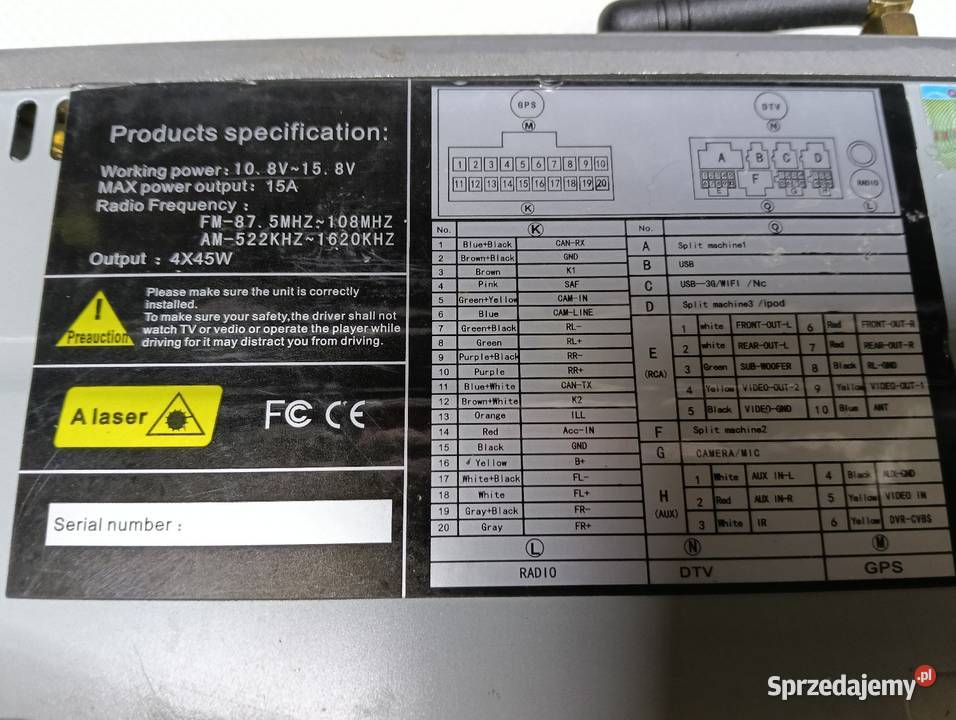 Products specification:
Working power: 10.8V~15.8V
MAX power output: 15A
Radio Frequency :
FM-87.5MHZ~108MHZ
AM-522KHZ~1620KHZ
Output : 4X45W
!
Preauction
Please make sure the unit is correctly
installed.
To make sure your safety,the driver shall not
watch TV or vedio or operate the player while
driving for it may distract you from driving.
A laser
FC CE
Serial number :
GPS
M
DTV
N
1 2 3 4 5 6 7 8 9 10
11 12 13 14 15 16 17 18 19 20
K
A B C D
F
E G H
Q
RADIO
L
No. K
1 Blue+Black CAN-RX
2 Brown+Black GND
3 Brown K1
4 Pink SAF
5 Green+Yellow CAM-IN
6 Blue CAM-LINE
7 Green+Black RL-
8 Green RL+
9 Purple+Black RR-
10 Purple RR+
11 Blue+White CAN-TX
12 Brown+White K2
13 Orange ILL
14 Red Acc-IN
15 Black GND
16 Yellow B+
17 White+Black FL-
18 White FL+
19 Gray+Black FR-
20 Gray FR+
No. Q
A Split machine1
B USB
C USB-3G/WIFI /Nc
D Split machine3 /ipod
E (RCA)
1 white FRONT-OUT-L 6 Red FRONT-OUT-R
2 white REAR-OUT-L 7 Red REAR-OUT-R
3 Green SUB-WOOFER 8 Black RL-GND
4 Yellow VIDEO-OUT-2 9 Yellow VIDEO-OUT-1
5 Black VIDEO-GND 10 Blue ANT
F Split machine2
G CAMERA/MIC
H (AUX)
1 White AUX IN-L 4 Black AUX-GND
2 Red AUX IN-R 5 Yellow VIDEO IN
3 White IR 6 Yellow DVR-CVBS
L N M
RADIO DTV GPS
Sprzedajemy.pl